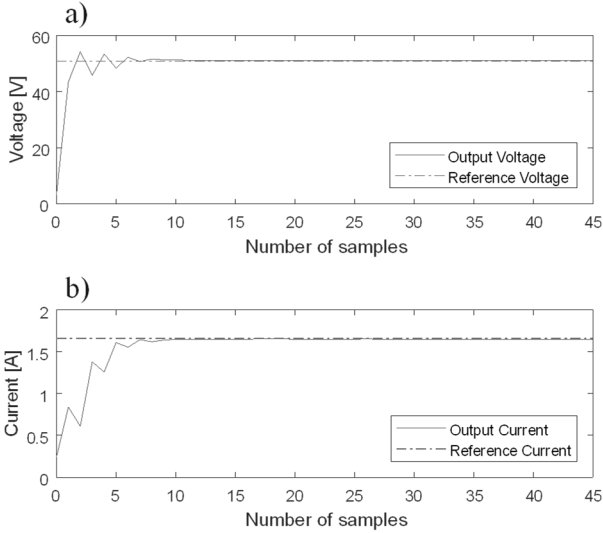 a)
60
40
20
0
Voltage [V]
Output Voltage
Reference Voltage
0 5 10 15 20 25 30 35 40 45
Number of samples
b)
2
1.5
1
0.5
0
Current [A]
Output Current
Reference Current
0 5 10 15 20 25 30 35 40 45
Number of samples